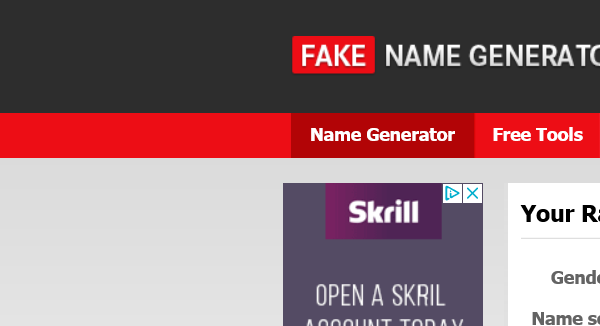 FAKE NAME GENERATO
Name Generator Free Tools
Skrill
OPEN A SKRIL
ACCOUNT TODAY
Your Ra
Gende
Name se